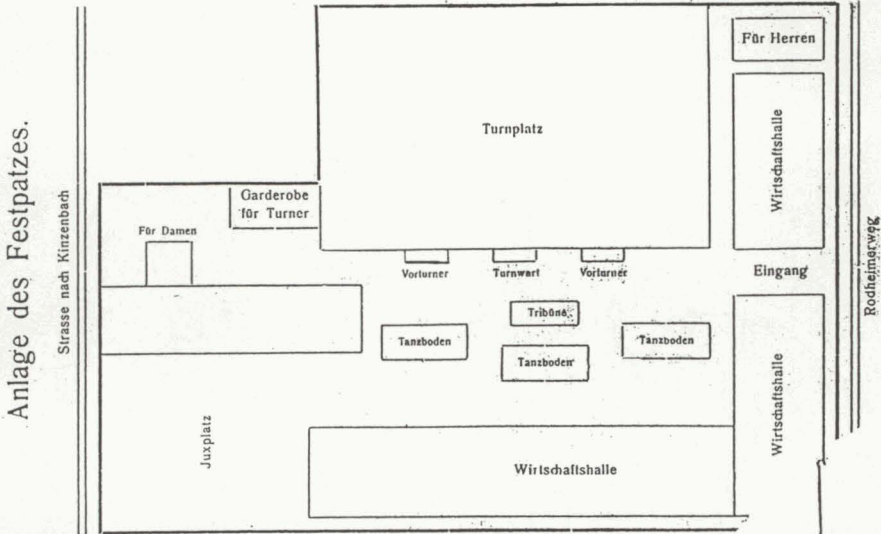 Anlage des Festpatzes.
Strasse nach Kinzenbach
Für Herren
Turnplatz
Wirtschaftshalle
Garderobe
für Turner
Für Damen
Vorturner
Turnwart
Vorturner
Eingang
Rodheimerweg
Tribüne
Tanzboden
Tanzboden
Tanzboden
Juxplatz
Wirtschaftshalle
Wirtschaftshalle